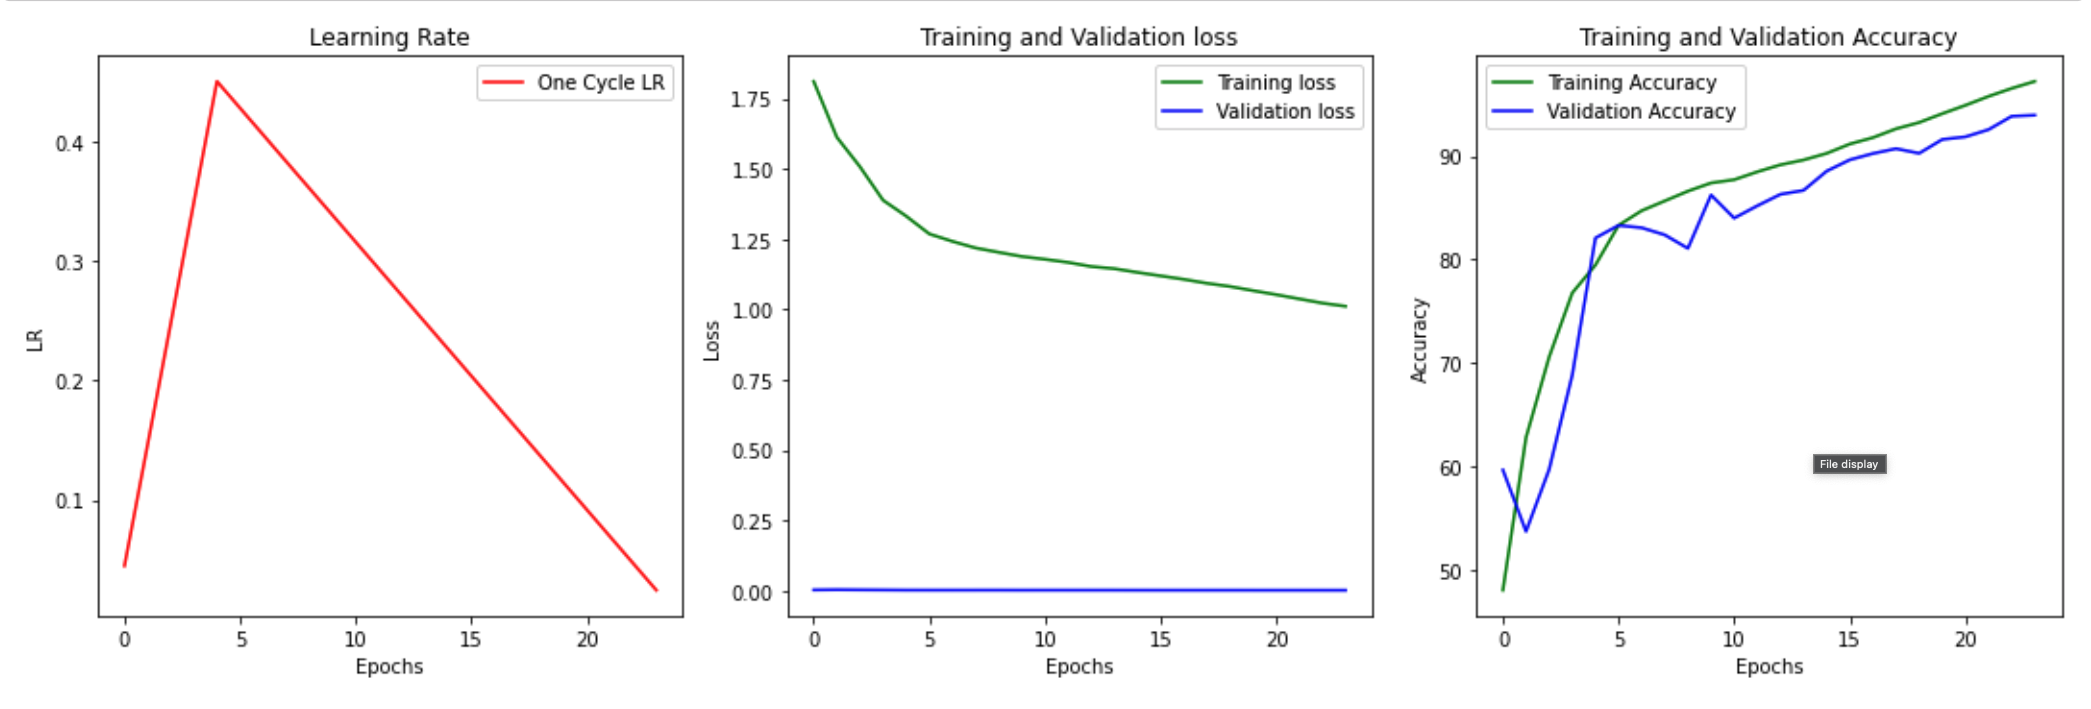 Learning Rate
One Cycle LR
0.4
0.3
0.2
0.1
LR
0 5 10 15 20
Epochs
Training and Validation loss
Training loss
Validation loss
1.75
1.50
1.25
1.00
0.75
0.50
0.25
0.00
Loss
0 5 10 15 20
Epochs
Training and Validation Accuracy
Training Accuracy
Validation Accuracy
90
80
70
60
50
Accuracy
File display
0 5 10 15 20
Epochs